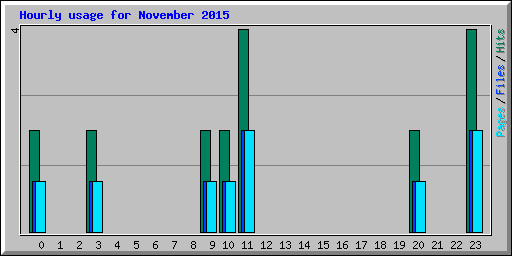 Hourly usage for November 2015
4
Pages/Files/Hits
0 1 2 3 4 5 6 7 8 9 10 11 12 13 14 15 16 17 18 19 20 21 22 23